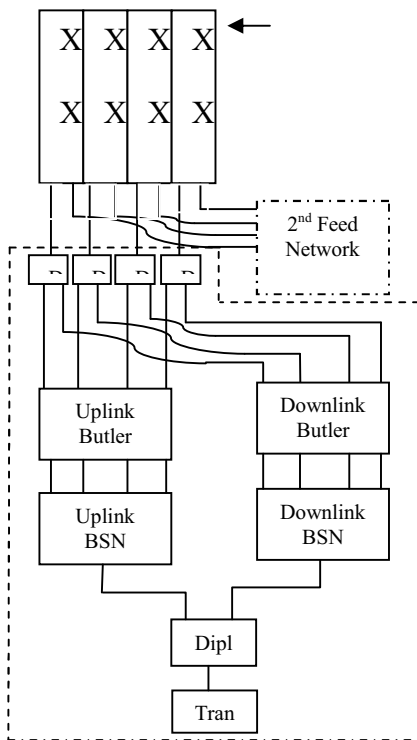 X X X X
X X X X
2nd Feed
Network
Uplink
Butler
Downlink
Butler
Uplink
BSN
Downlink
BSN
Dipl
Tran